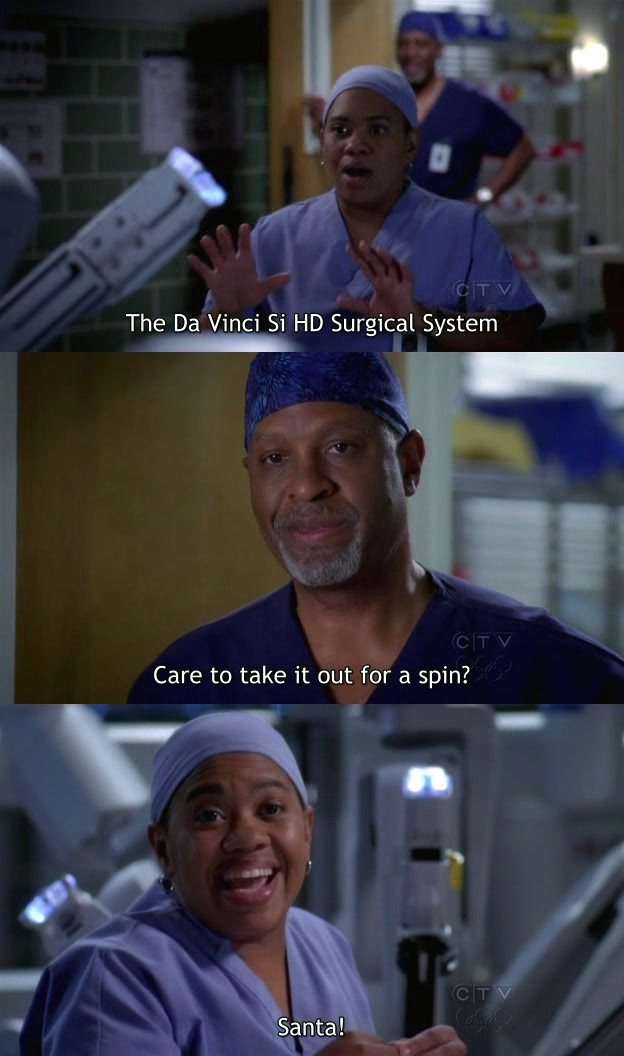 CTV
The Da Vinci Si HD Surgical System
CTV
Care to take it out for a spin?
CTV
Santa!